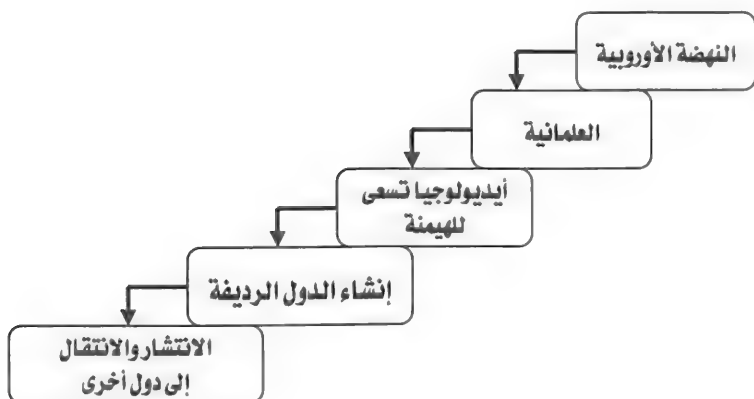 النهضة الأوروبية
العلمانية
أيديولوجيا تسعى
للهيمنة
إنشاء الدول الرديفة
الانتشار والانتقال
إلى دول أخرى